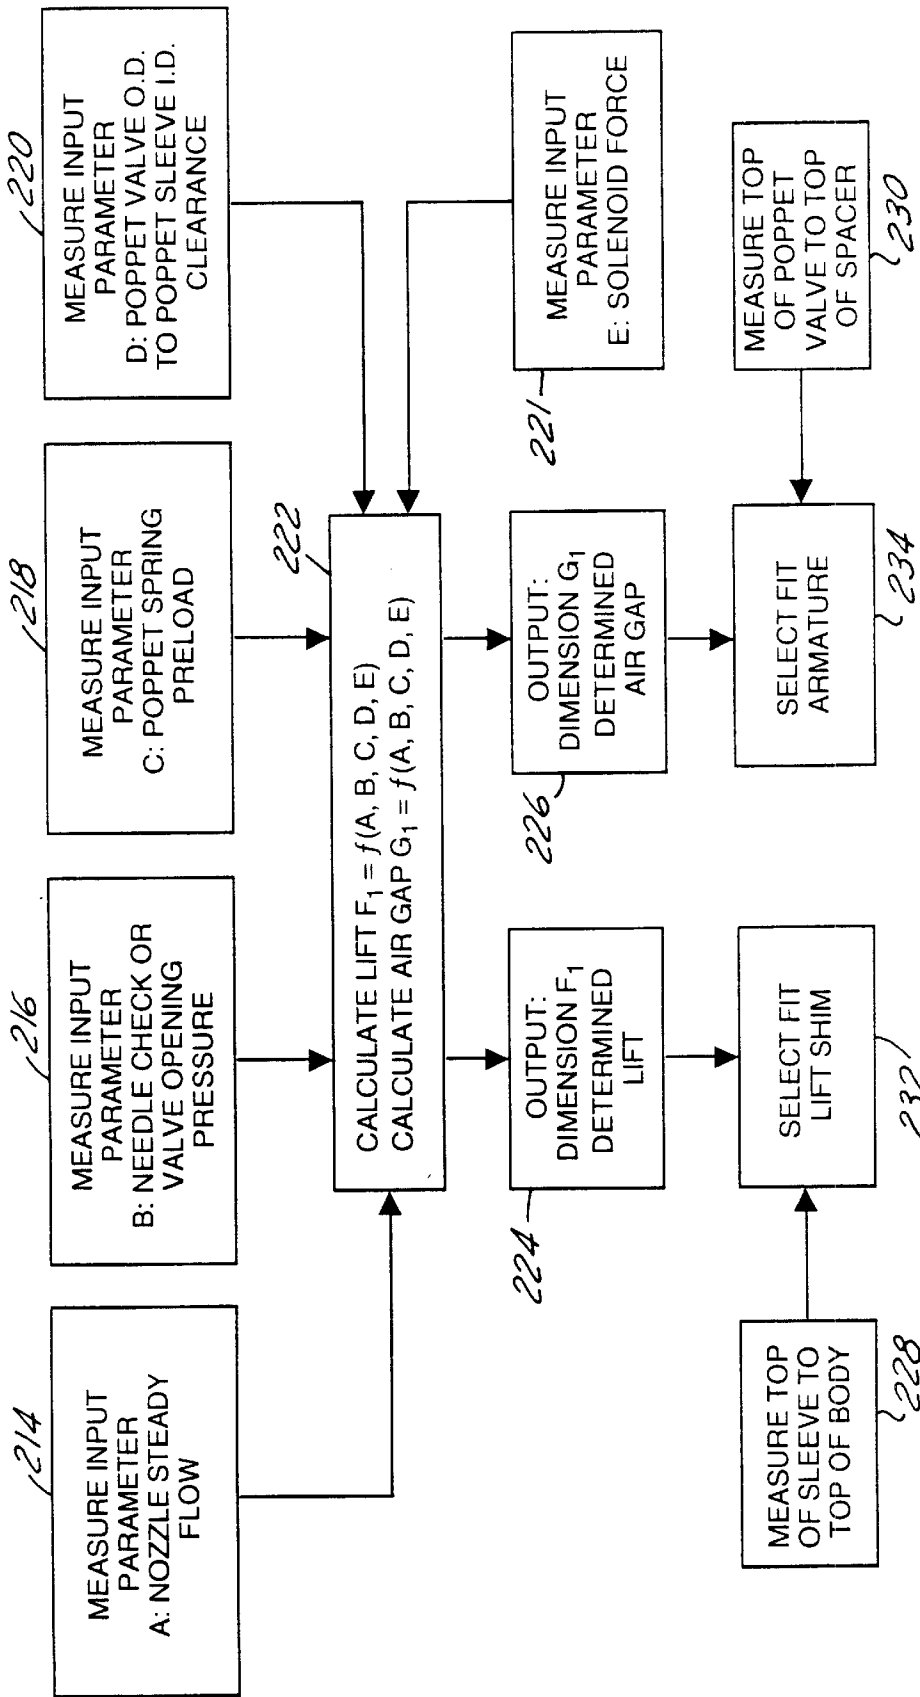 214
MEASURE INPUT
PARAMETER
A: NOZZLE STEADY
FLOW
216
MEASURE INPUT
PARAMETER
B: NEEDLE CHECK OR
VALVE OPENING
PRESSURE
218
MEASURE INPUT
PARAMETER
C: POPPET SPRING
PRELOAD
220
MEASURE INPUT
PARAMETER
D: POPPET VALVE O.D.
TO POPPET SLEEVE I.D.
CLEARANCE
222
CALCULATE LIFT F₁ = f(A, B, C, D, E)
CALCULATE AIR GAP G₁ = f(A, B, C, D, E)
221
MEASURE INPUT
PARAMETER
E: SOLENOID FORCE
224
OUTPUT:
DIMENSION F₁
DETERMINED
LIFT
226
OUTPUT:
DIMENSION G₁
DETERMINED
AIR GAP
228
MEASURE TOP
OF SLEEVE TO
TOP OF BODY
232
SELECT FIT
LIFT SHIM
234
SELECT FIT
ARMATURE
230
MEASURE TOP
OF POPPET
VALVE TO TOP
OF SPACER